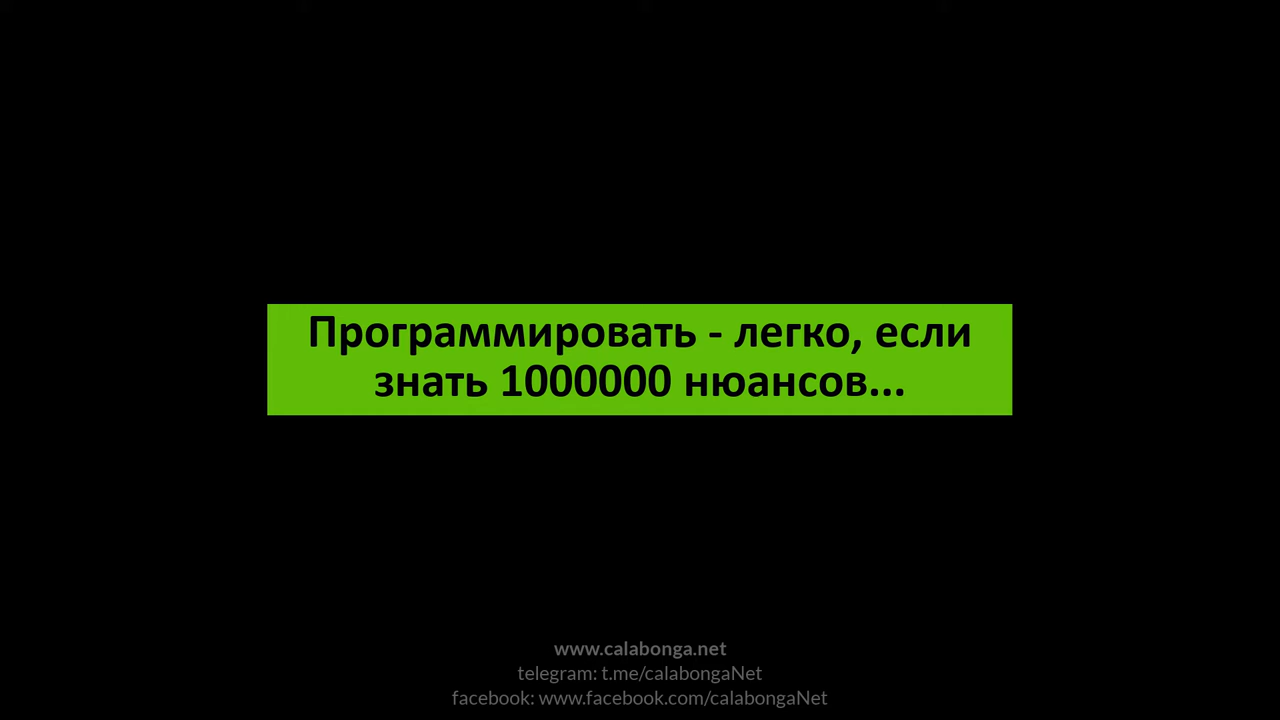 Программировать - легко, если
знать 1000000 нюансов...
www.calabonga.net
telegram: t.me/calabongaNet
facebook: www.facebook.com/calabongaNet